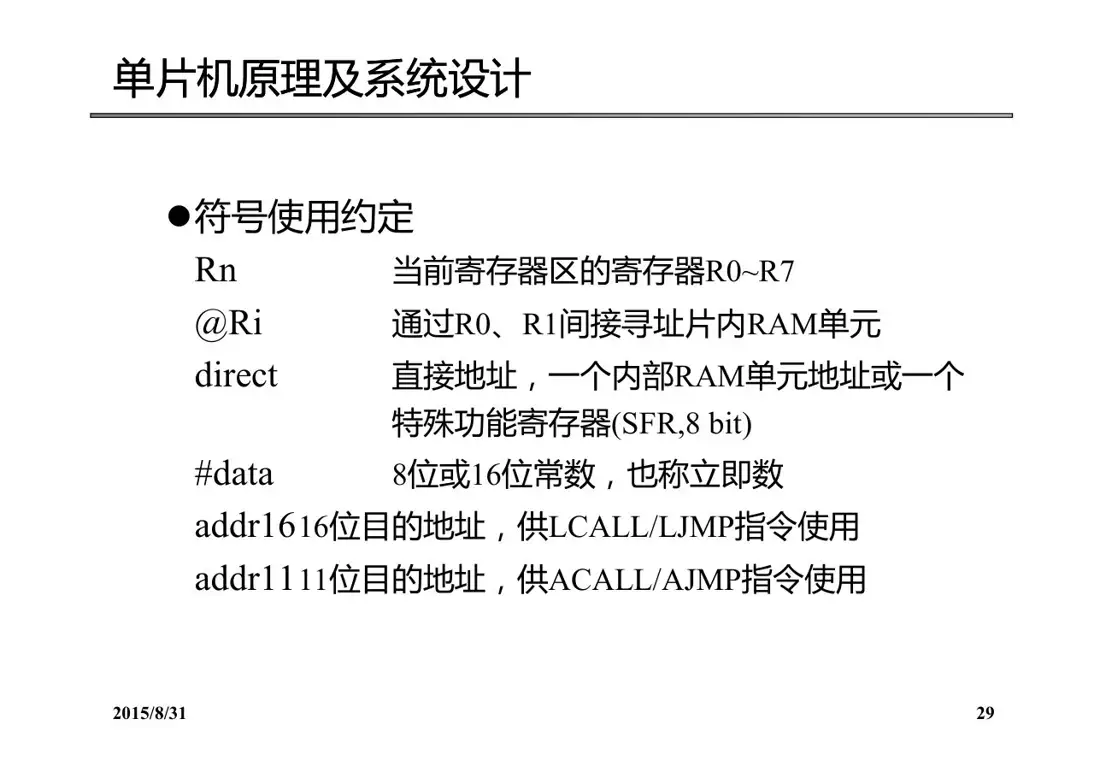 单片机原理及系统设计
●符号使用约定
Rn 当前寄存器区的寄存器R0~R7
@Ri 通过R0、R1间接寻址片内RAM单元
direct 直接地址，一个内部RAM单元地址或一个
特殊功能寄存器(SFR,8 bit)
#data 8位或16位常数，也称立即数
addr1616位目的地址，供LCALL/LJMP指令使用
addr1111位目的地址，供ACALL/AJMP指令使用
2015/8/31 29